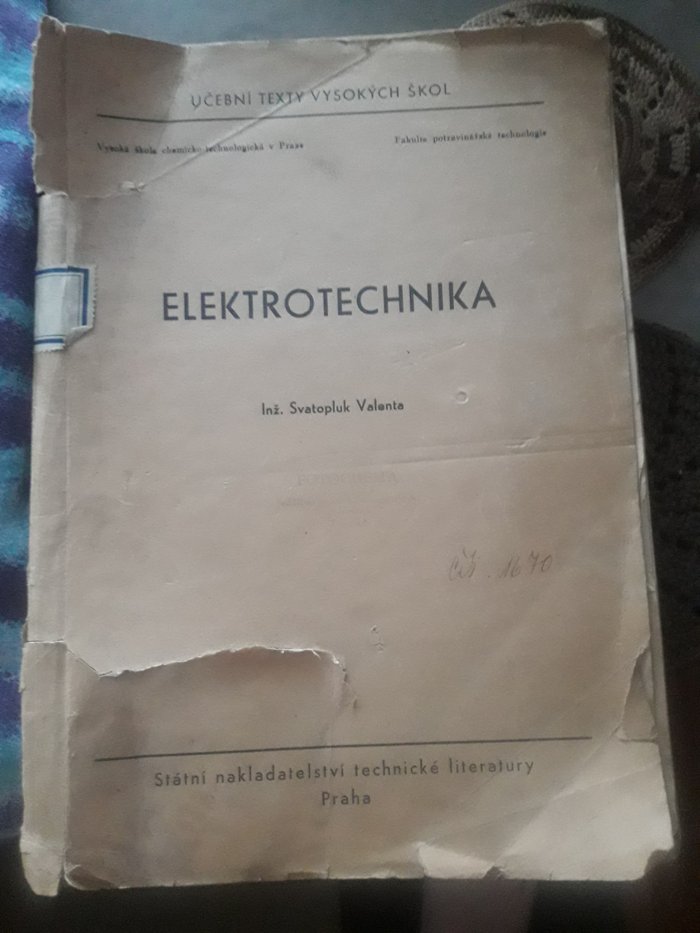 UČEBNÍ TEXTY VYSOKÝCH ŠKOL
Vysoká škola chemicko-technologická v Praze
Fakulta potravinářské technologie
ELEKTROTECHNIKA
Inž. Svatopluk Valenta
1670
Státní nakladatelství technické literatury
Praha